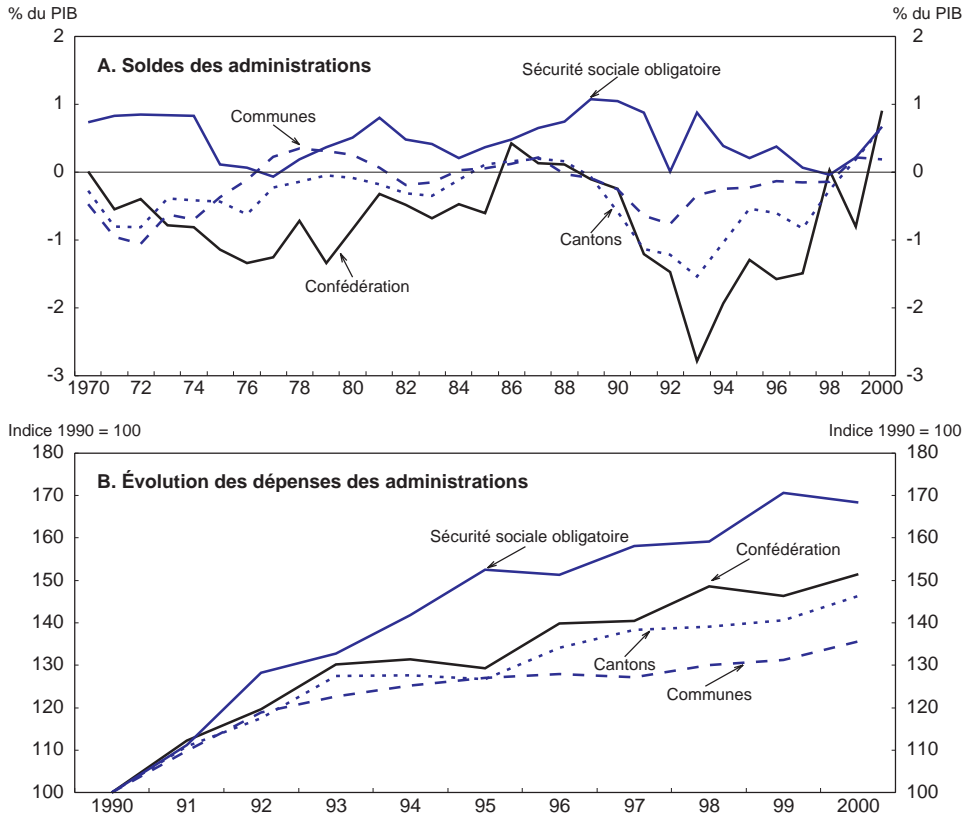 % du PIB % du PIB
2 2
A. Soldes des administrations
Sécurité sociale obligatoire
1 1
Communes
0 0
Cantons
-1 -1
Confédération
-2 -2
-3 -3
1970 72 74 76 78 80 82 84 86 88 90 92 94 96 98 2000
Indice 1990 = 100 Indice 1990 = 100
180 180
B. Évolution des dépenses des administrations
170 170
160 160
Sécurité sociale obligatoire
Confédération
150 150
140 140
130 130
Cantons
Communes
120 120
110 110
100 100
1990 91 92 93 94 95 96 97 98 99 2000